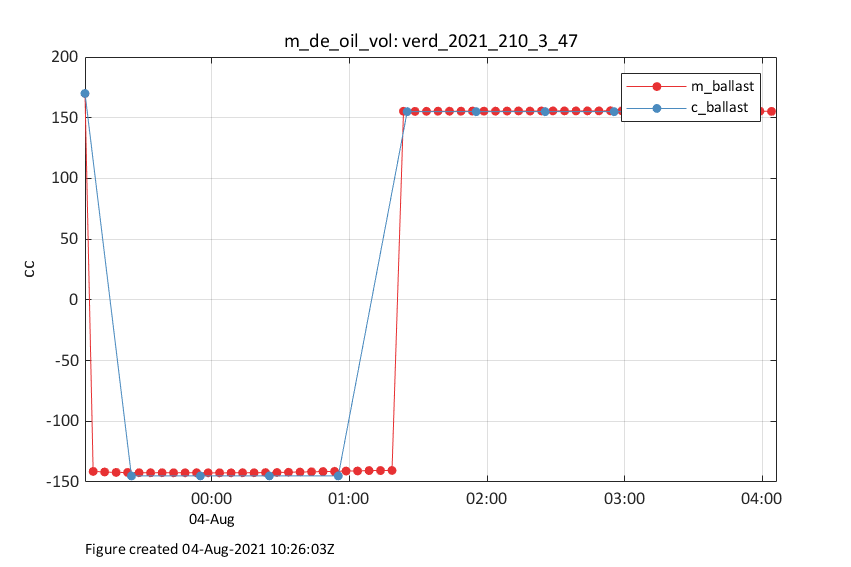 m_de_oil_vol: verd_2021_210_3_47
200
150
100
50
0
-50
-100
-150
cc
m_ballast
c_ballast
00:00
01:00
02:00
03:00
04:00
04-Aug
Figure created 04-Aug-2021 10:26:03Z